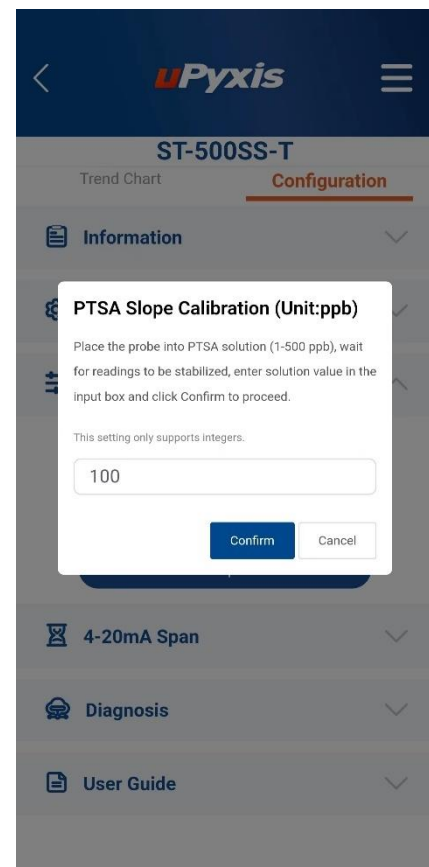 uPyxis
ST-500SS-T
Trend Chart Configuration
Information
PTSA Slope Calibration (Unit:ppb)
Place the probe into PTSA solution (1-500 ppb), wait
for readings to be stabilized, enter solution value in the
input box and click Confirm to proceed.
This setting only supports integers.
100
Confirm Cancel
4-20mA Span
Diagnosis
User Guide